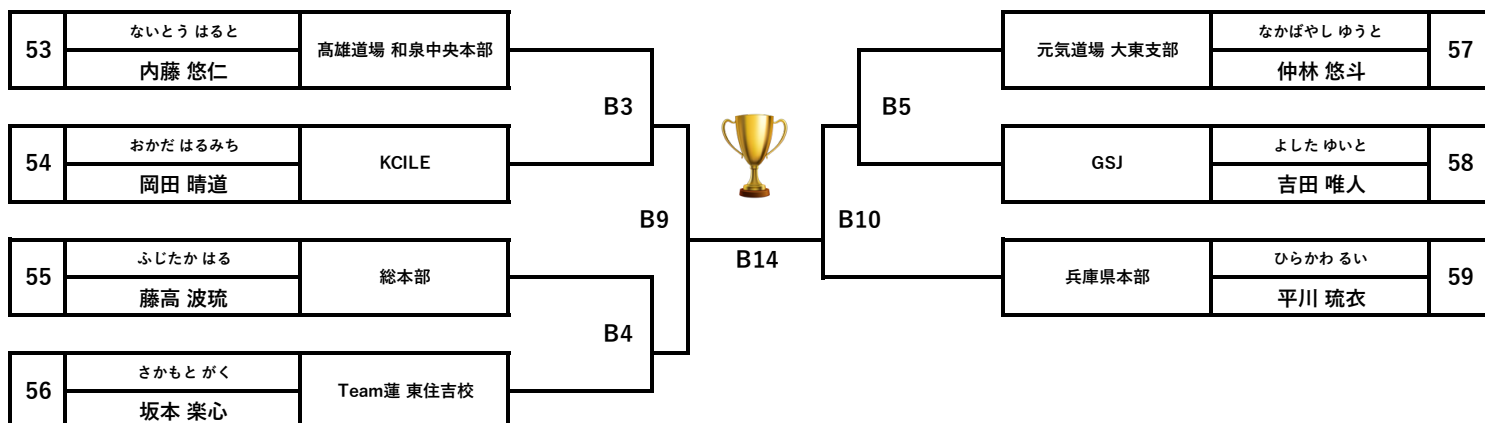 53
ないとう はると
内藤 悠仁
髙雄道場 和泉中央本部
54
おかだ はるみち
岡田 晴道
KCILE
55
ふじたか はる
藤高 波琉
総本部
56
さかもと がく
坂本 楽心
Team蓮 東住吉校
B3
B4
B9
B14
B10
B5
元気道場 大東支部
なかばやし ゆうと
仲林 悠斗
57
GSJ
よした ゆいと
吉田 唯人
58
兵庫県本部
ひらかわ るい
平川 琉衣
59